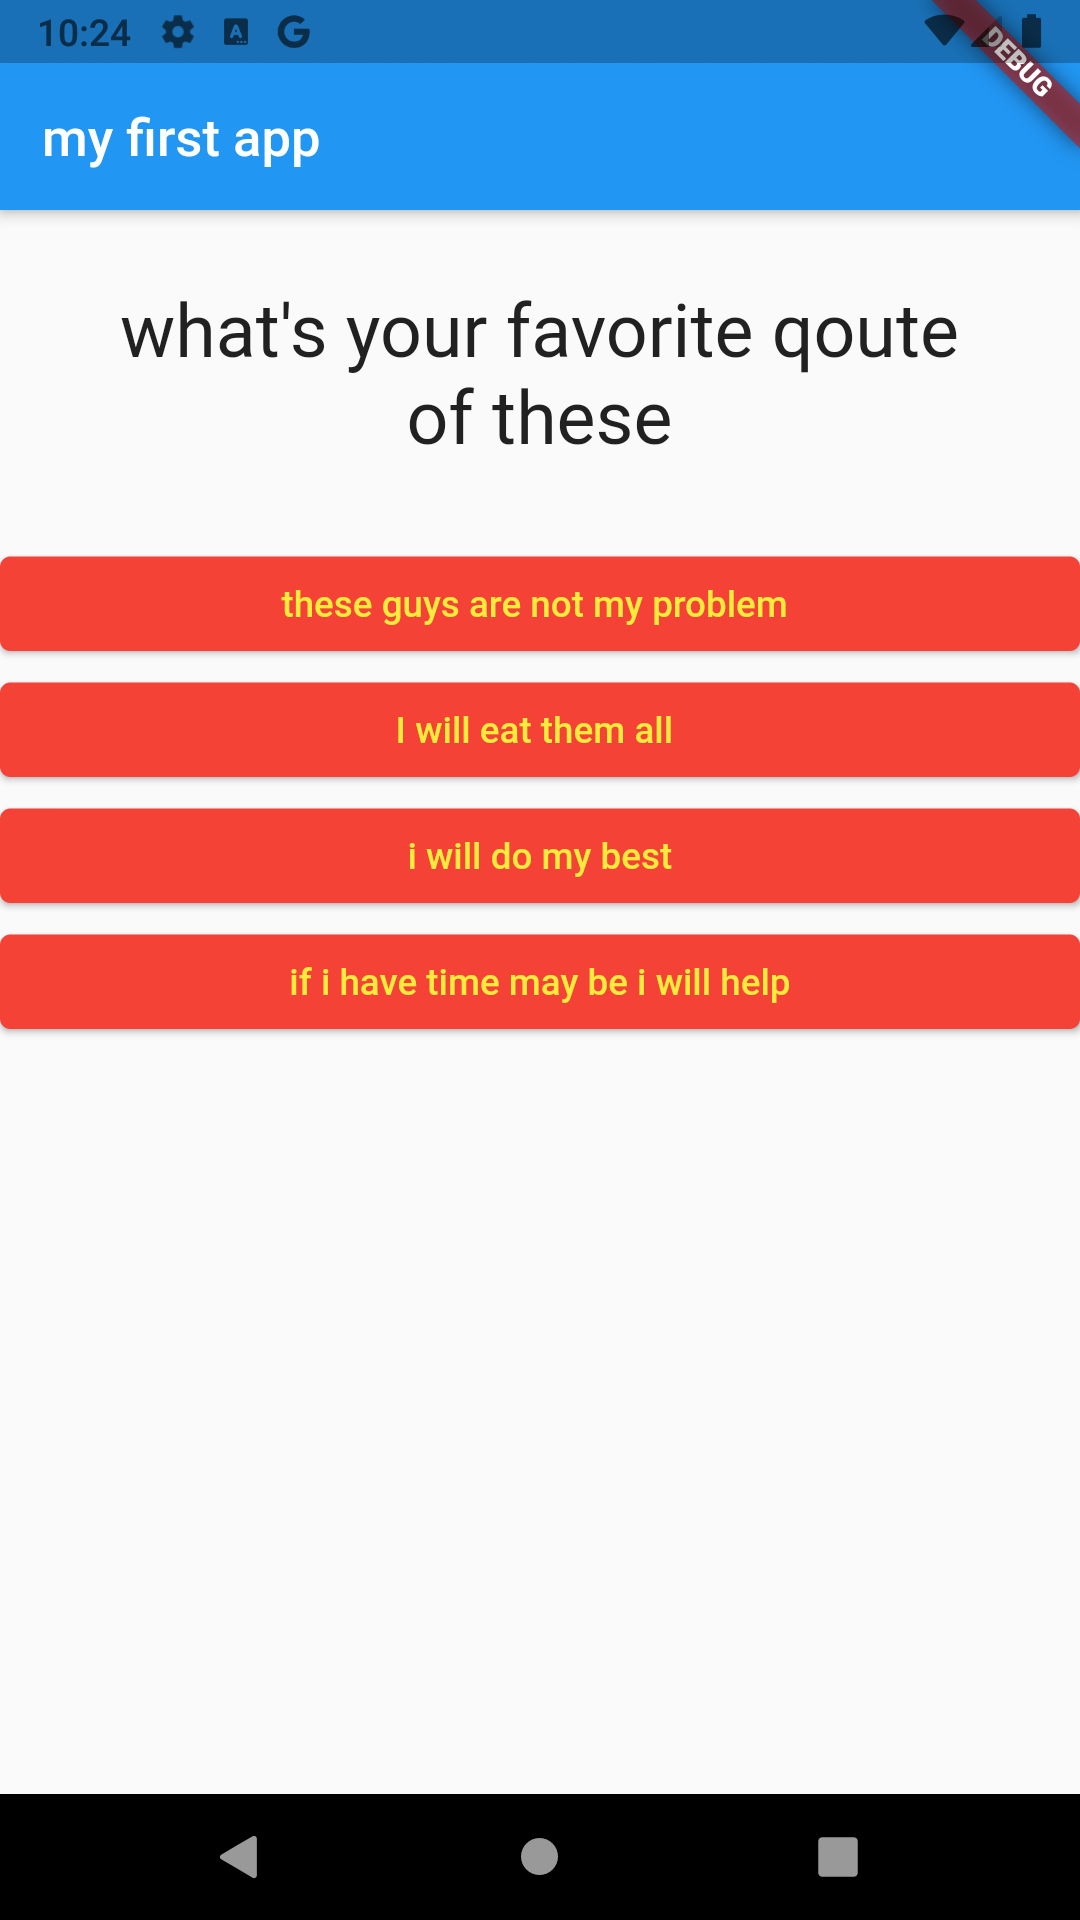 10:24
DEBUG
my first app
what's your favorite qoute
of these
these guys are not my problem
I will eat them all
i will do my best
if i have time may be i will help